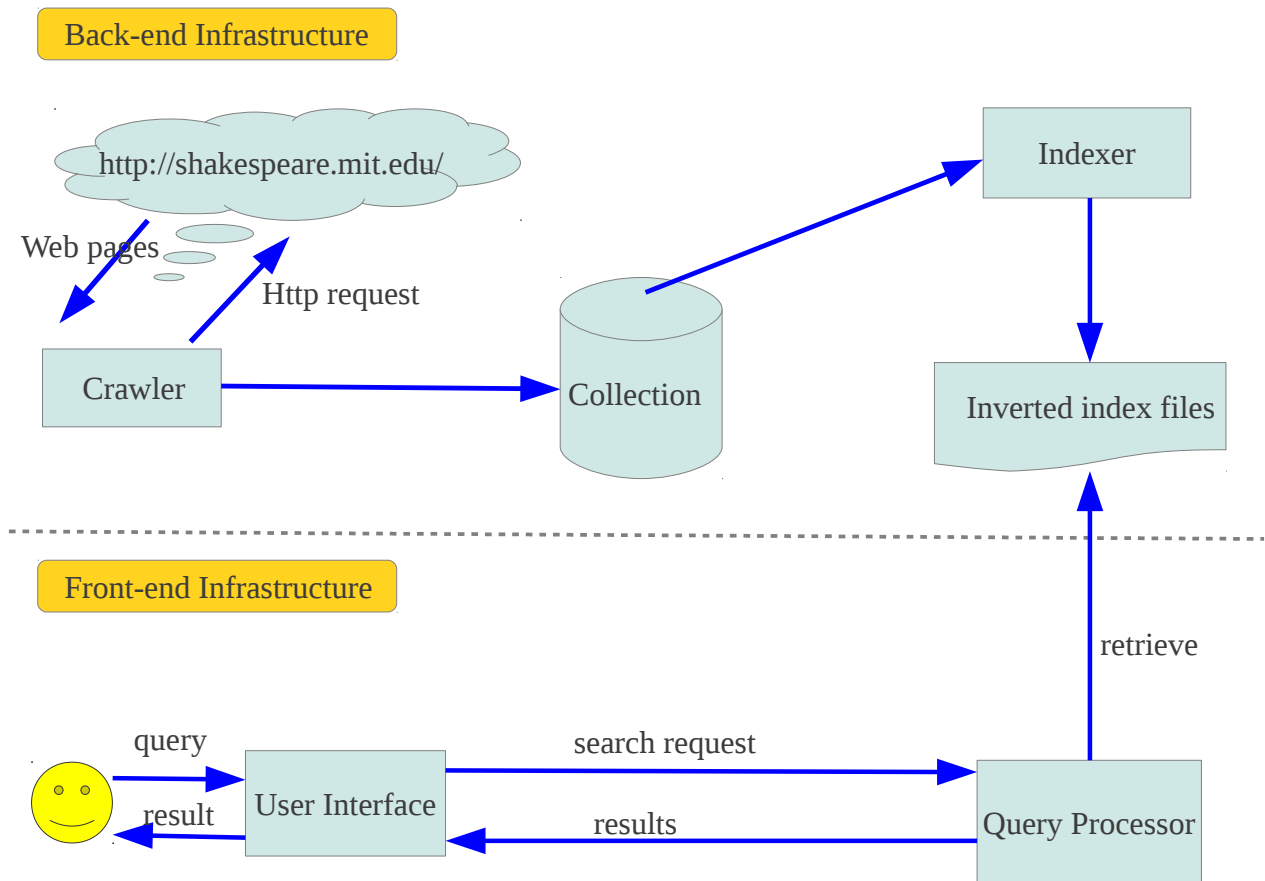 Back-end Infrastructure
http://shakespeare.mit.edu/
Indexer
Web pages
Http request
Crawler
Collection
Inverted index files
Front-end Infrastructure
retrieve
query
search request
User Interface
result
results
Query Processor